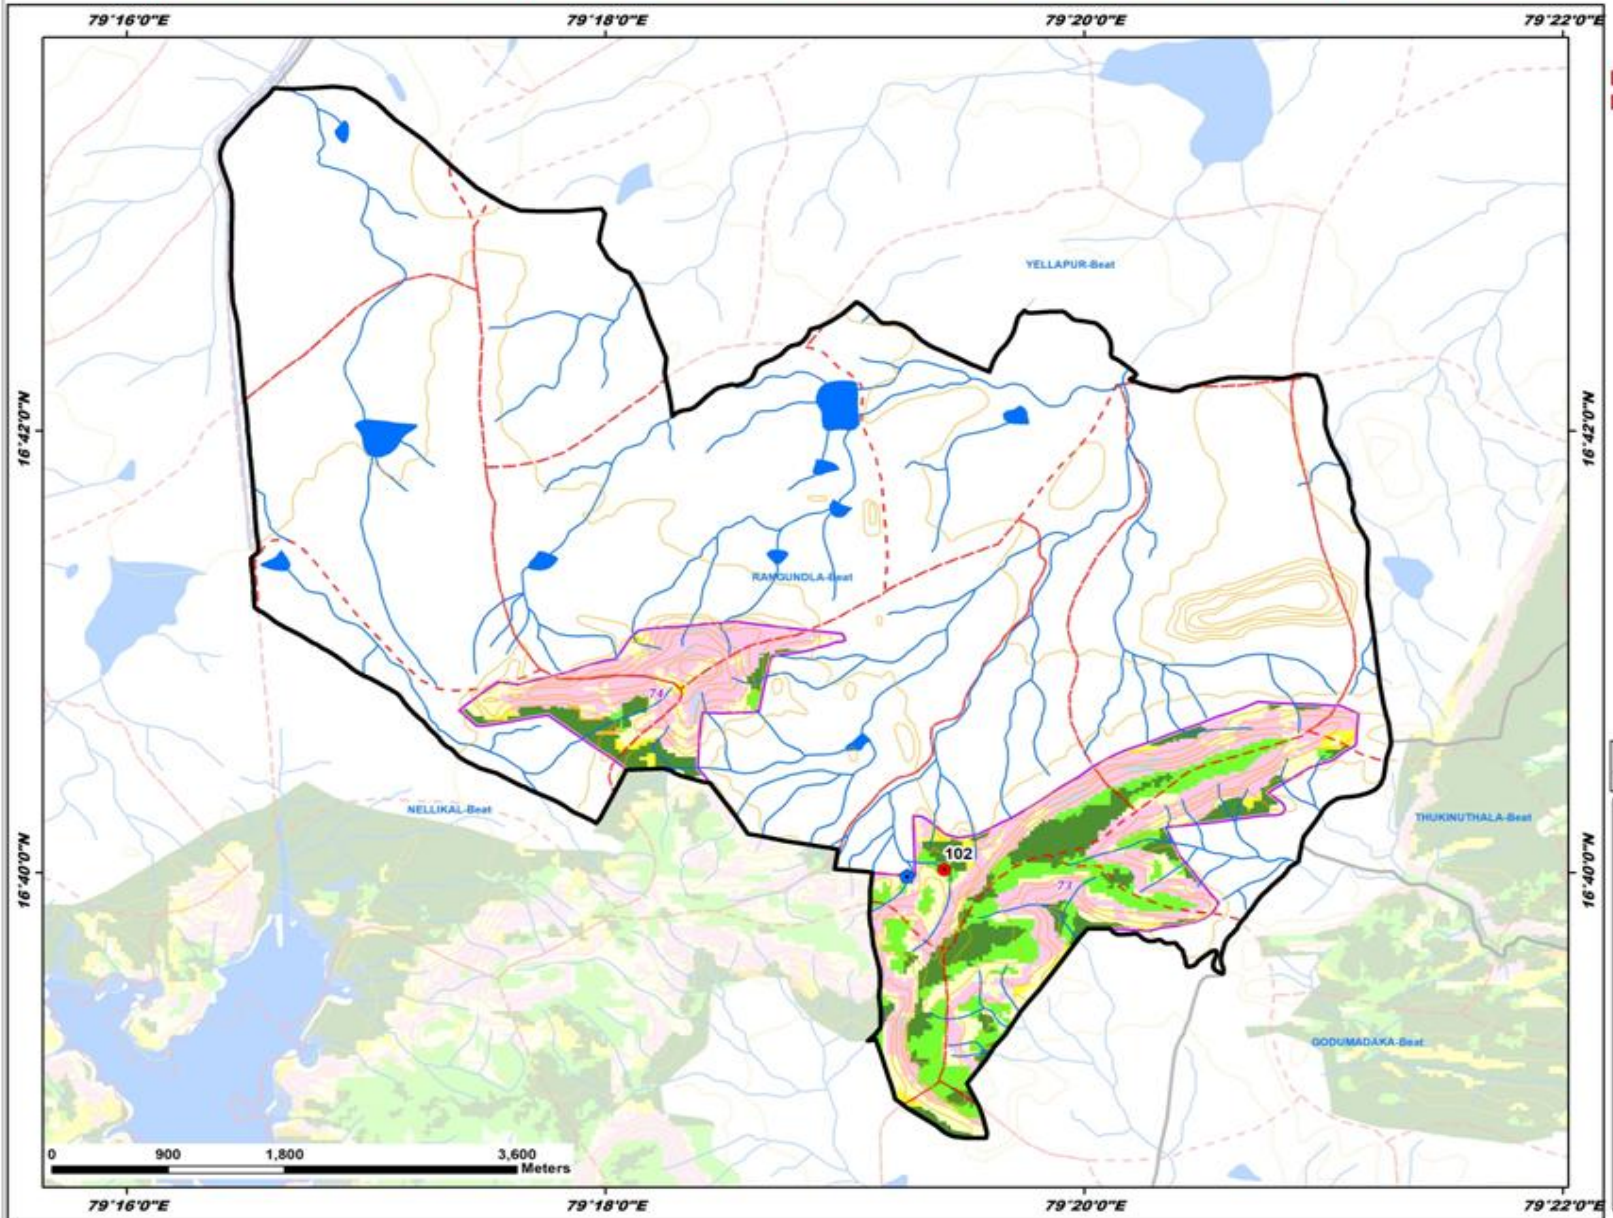 79°16'0"E 79°18'0"E 79°20'0"E 79°22'0"E
YELLAPUR-Beat
16°42'0"N 16°42'0"N
RANGUNDLA-Beat
74
NELLIKAL-Beat
THUKINUTHALA-Beat
16°40'0"N 16°40'0"N
102
73
GODUMADAKA-Beat
0 900 1,800 3,600
Meters
79°16'0"E 79°18'0"E 79°20'0"E 79°22'0"E